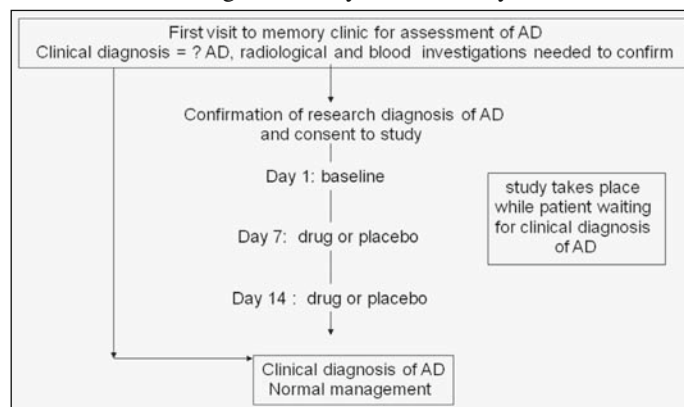 First visit to memory clinic for assessment of AD
Clinical diagnosis = ? AD, radiological and blood investigations needed to confirm
Confirmation of research diagnosis of AD
and consent to study
Day 1: baseline
study takes place
while patient waiting
for clinical diagnosis
of AD
Day 7: drug or placebo
Day 14 : drug or placebo
Clinical diagnosis of AD
Normal management